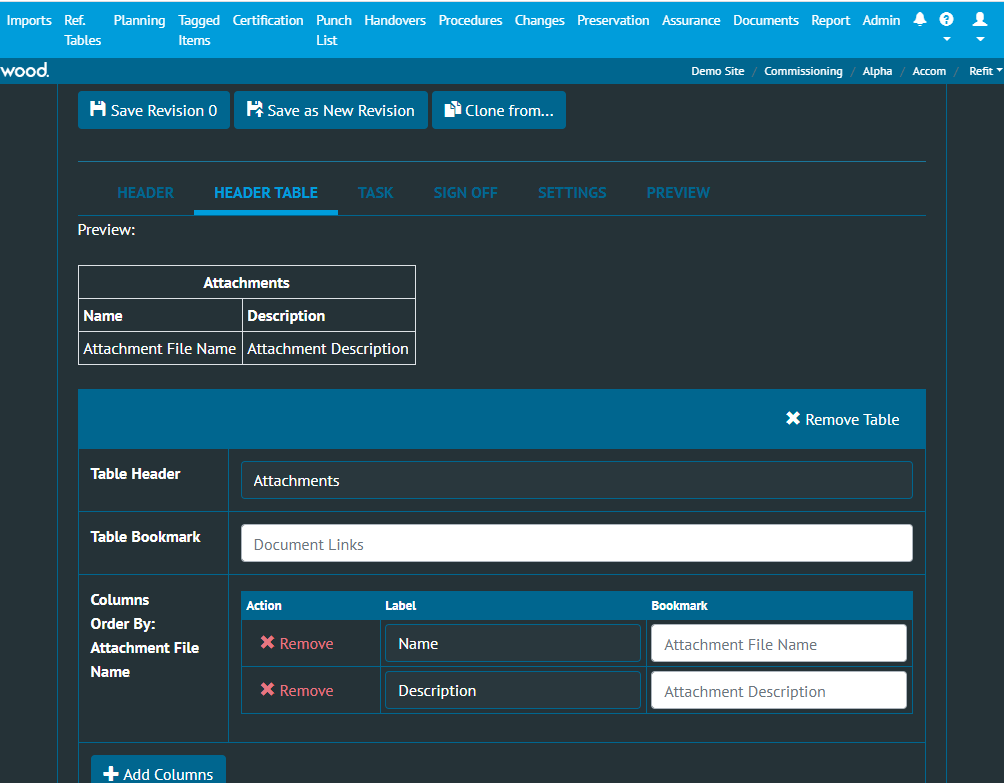 Imports Ref. Tables Planning Tagged Items Certification Punch List Handovers Procedures Changes Preservation Assurance Documents Report Admin
wood. Demo Site / Commissioning / Alpha / Accom / Refit
Save Revision 0 Save as New Revision Clone from...
HEADER HEADER TABLE TASK SIGN OFF SETTINGS PREVIEW
Preview:
Attachments
Name Description
Attachment File Name Attachment Description
Remove Table
Table Header Attachments
Table Bookmark Document Links
Columns
Order By:
Attachment File
Name
Action Label Bookmark
Remove Name Attachment File Name
Remove Description Attachment Description
Add Columns